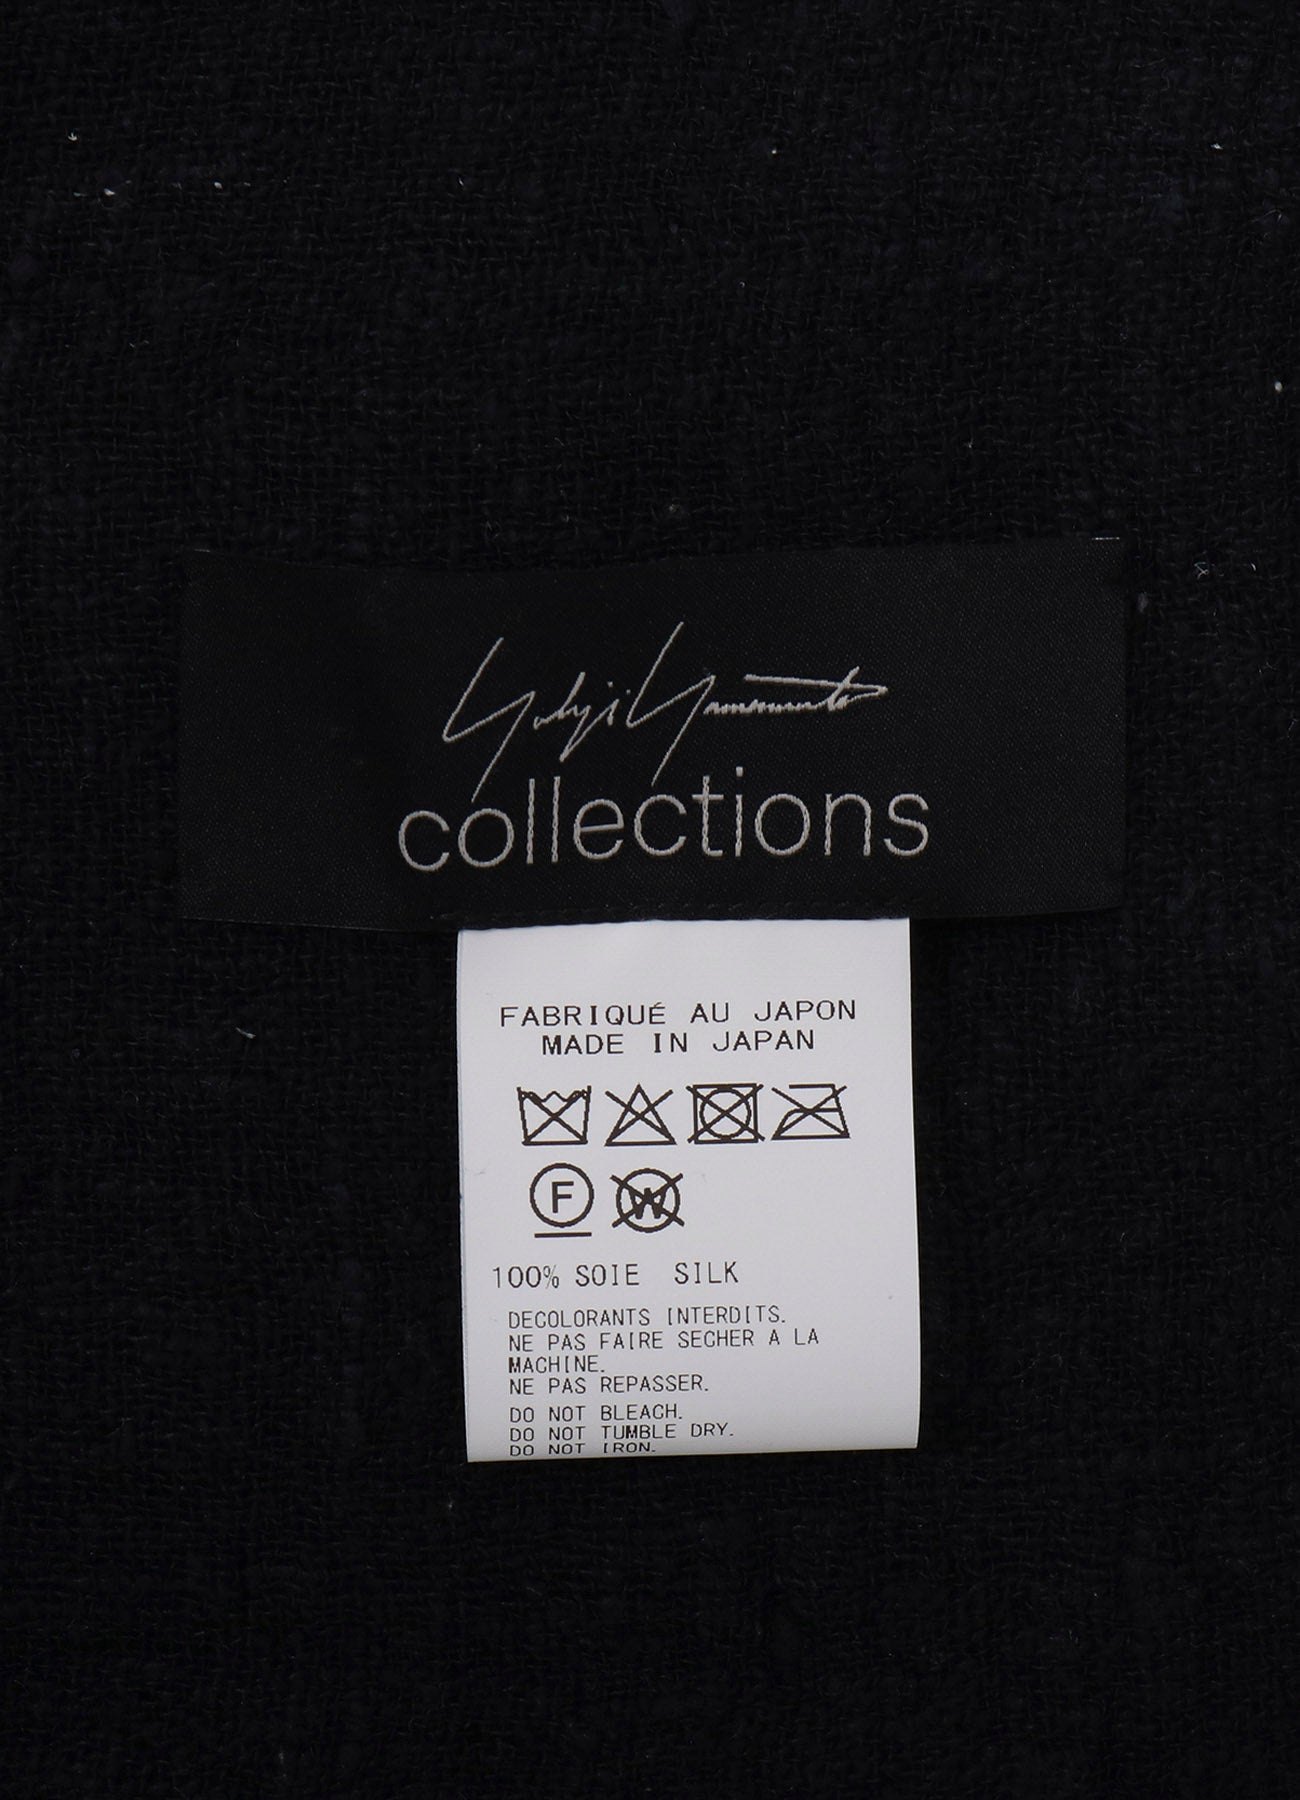 Yohji Yamamoto
collections
FABRIQUÉ AU JAPON
MADE IN JAPAN
F W
100% SOIE SILK
DECOLORANTS INTERDITS.
NE PAS FAIRE SECHER A LA
MACHINE.
NE PAS REPASSER.
DO NOT BLEACH.
DO NOT TUMBLE DRY.
DO NOT IRON.